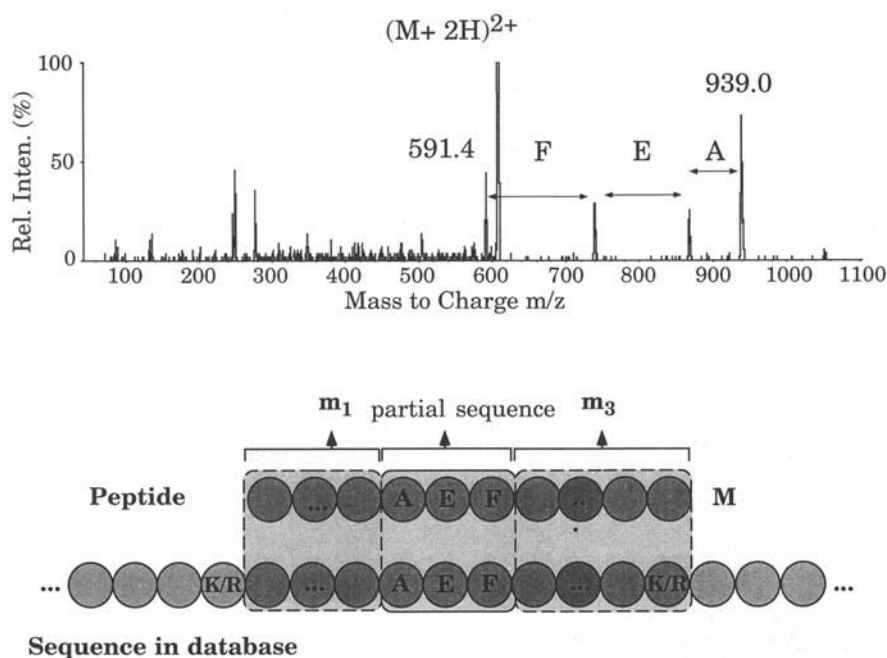 (M+ 2H)2+
Rel. Inten. (%)
100
50
0
591.4
F
E
A
939.0
100 200 300 400 500 600 700 800 900 1000 1100
Mass to Charge m/z
m1 partial sequence m3
Peptide ... A E F ... M
... K/R ... A E F ... K/R ...
Sequence in database